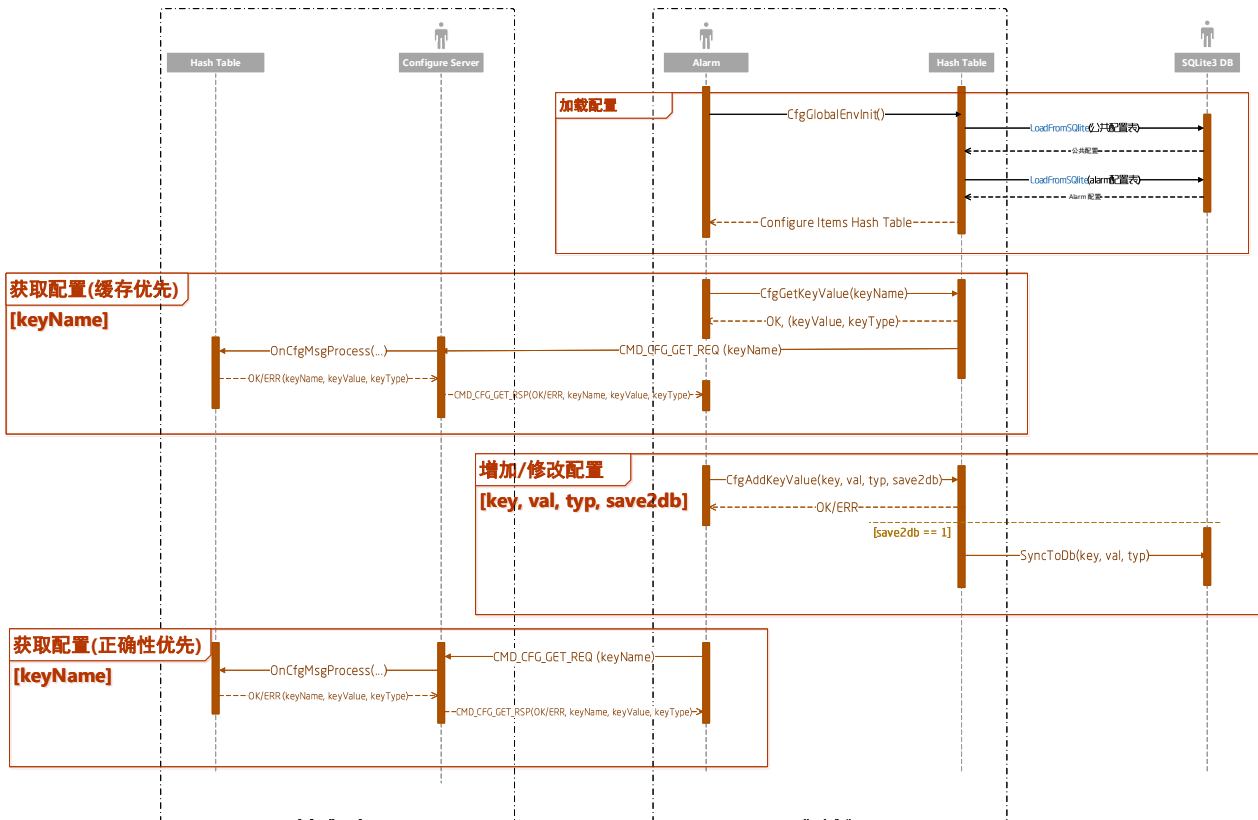 Hash Table
Configure Server
Alarm
Hash Table
SQLite3 DB
加载配置
CfgGlobalEnvInit()
LoadFromSQlite(公共配置表)
公共配置
LoadFromSQlite(alarm配置表)
Alarm 配置
Configure Items Hash Table
获取配置(缓存优先)
[keyName]
CfgGetKeyValue(keyName)
OK, (keyValue, keyType)
CMD_CFG_GET_REQ (keyName)
OnCfgMsgProcess(...)
OK/ERR (keyName, keyValue, keyType)
CMD_CFG_GET_RSP(OK/ERR, keyName, keyValue, keyType)
增加/修改配置
[key, val, typ, save2db]
CfgAddKeyValue(key, val, typ, save2db)
OK/ERR
[save2db == 1]
SyncToDb(key, val, typ)
获取配置(正确性优先)
[keyName]
CMD_CFG_GET_REQ (keyName)
OnCfgMsgProcess(...)
OK/ERR (keyName, keyValue, keyType)
CMD_CFG_GET_RSP(OK/ERR, keyName, keyValue, keyType)